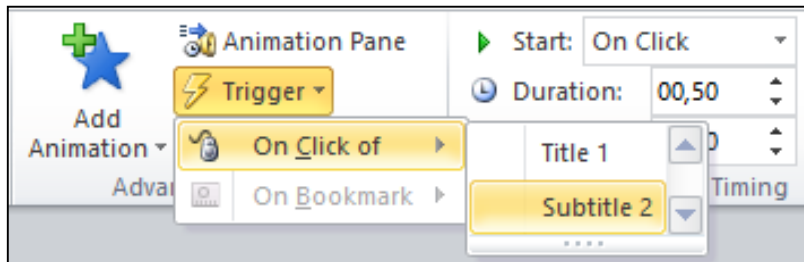 Animation Pane
Start: On Click
Trigger
Duration: 00,50
Add
Animation
On Click of
Title 1
On Bookmark
Subtitle 2
Timing